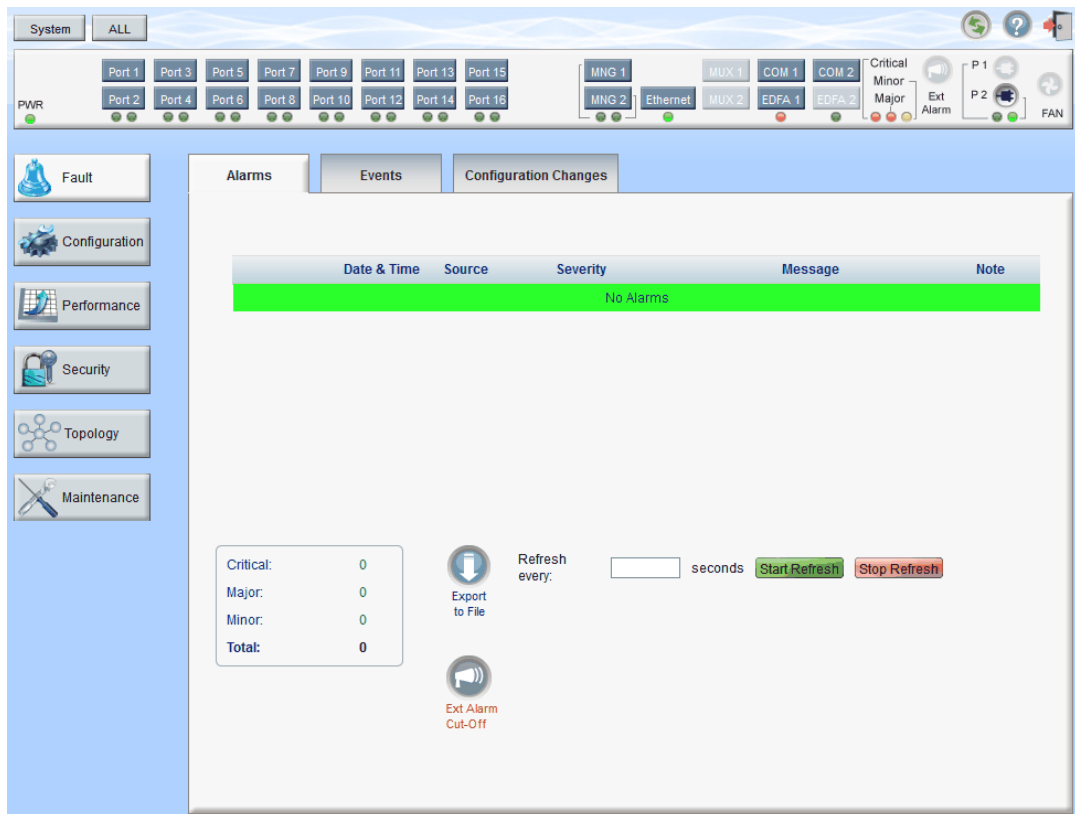 System ALL
Port 1 Port 3 Port 5 Port 7 Port 9 Port 11 Port 13 Port 15 MNG 1 MUX 1 COM 1 COM 2 Critical P 1
Minor
PWR Port 2 Port 4 Port 6 Port 8 Port 10 Port 12 Port 14 Port 16 MNG 2 Ethernet MUX 2 EDFA 1 EDFA 2 Major Ext Alarm P 2 FAN
Fault
Configuration
Performance
Security
Topology
Maintenance
Alarms Events Configuration Changes
Date & Time Source Severity Message Note
No Alarms
Critical: 0
Major: 0
Minor: 0
Total: 0
Export
to File
Refresh
every: seconds Start Refresh Stop Refresh
Ext Alarm
Cut-Off